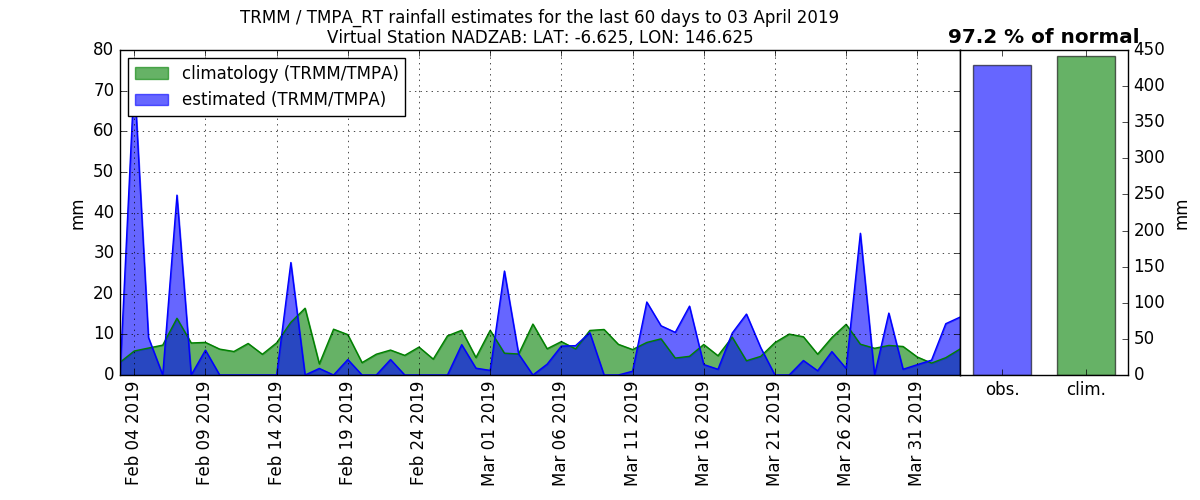 TRMM / TMPA_RT rainfall estimates for the last 60 days to 03 April 2019
Virtual Station NADZAB: LAT: -6.625, LON: 146.625
97.2 % of normal
climatology (TRMM/TMPA)
estimated (TRMM/TMPA)
80
70
60
50
40
30
20
10
0
mm
Feb 04 2019
Feb 09 2019
Feb 14 2019
Feb 19 2019
Feb 24 2019
Mar 01 2019
Mar 06 2019
Mar 11 2019
Mar 16 2019
Mar 21 2019
Mar 26 2019
Mar 31 2019
obs.
clim.
450
400
350
300
250
200
150
100
50
0
mm